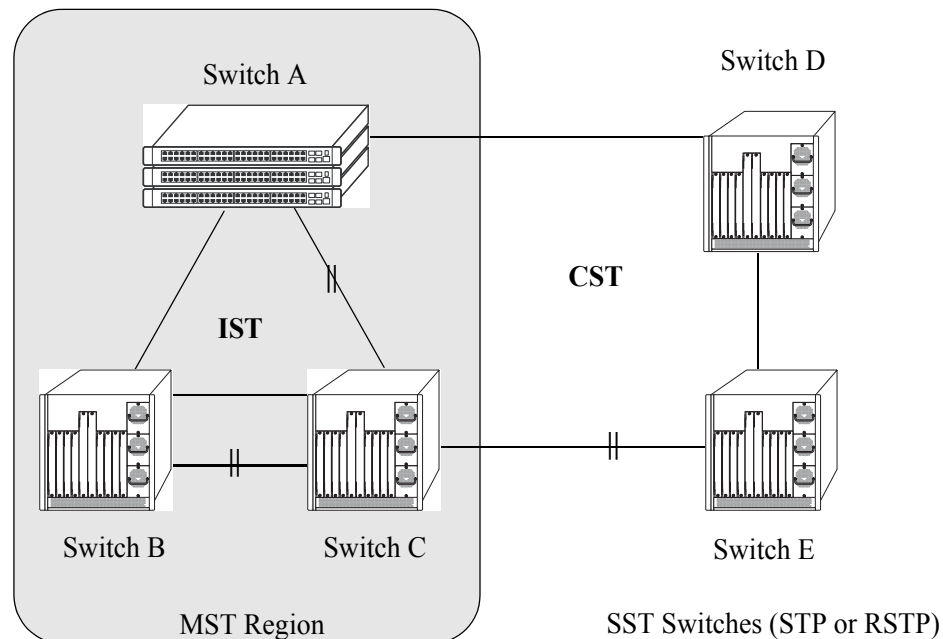 Switch A
Switch D
CST
IST
Switch B
Switch C
Switch E
MST Region
SST Switches (STP or RSTP)